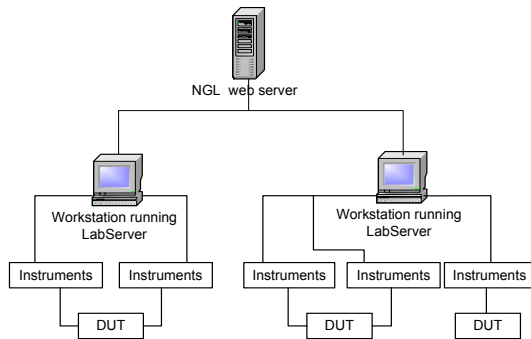 NGL web server
Workstation running
LabServer
Workstation running
LabServer
Instruments
Instruments
Instruments
Instruments
Instruments
DUT
DUT
DUT